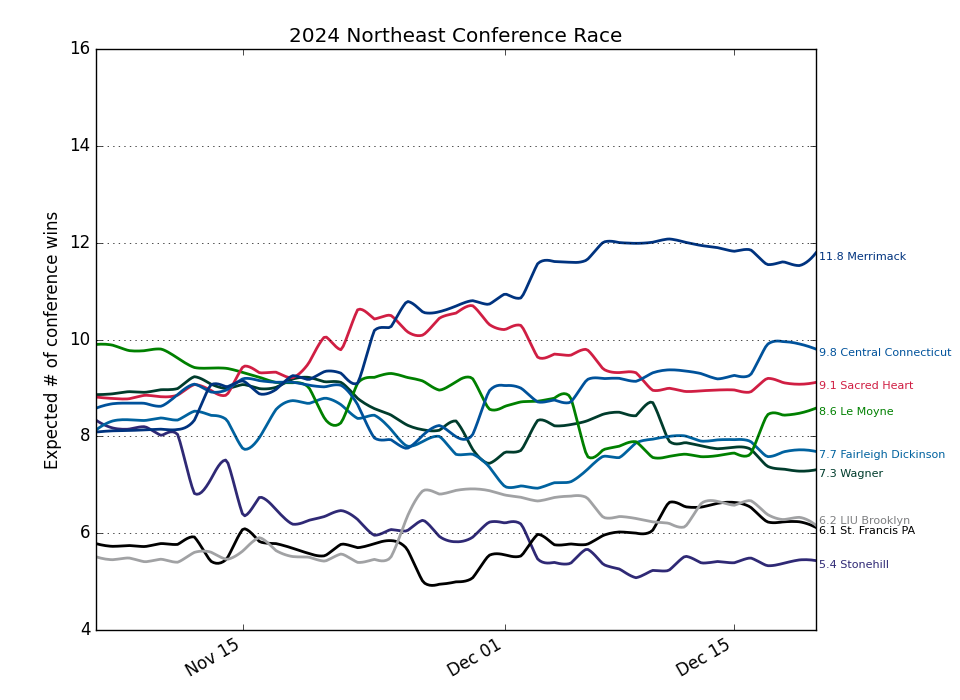 2024 Northeast Conference Race
Expected # of conference wins
16
14
12
10
8
6
4
Nov 15
Dec 01
Dec 15
11.8 Merrimack
9.8 Central Connecticut
9.1 Sacred Heart
8.6 Le Moyne
7.7 Fairleigh Dickinson
7.3 Wagner
6.2 LIU Brooklyn
6.1 St. Francis PA
5.4 Stonehill